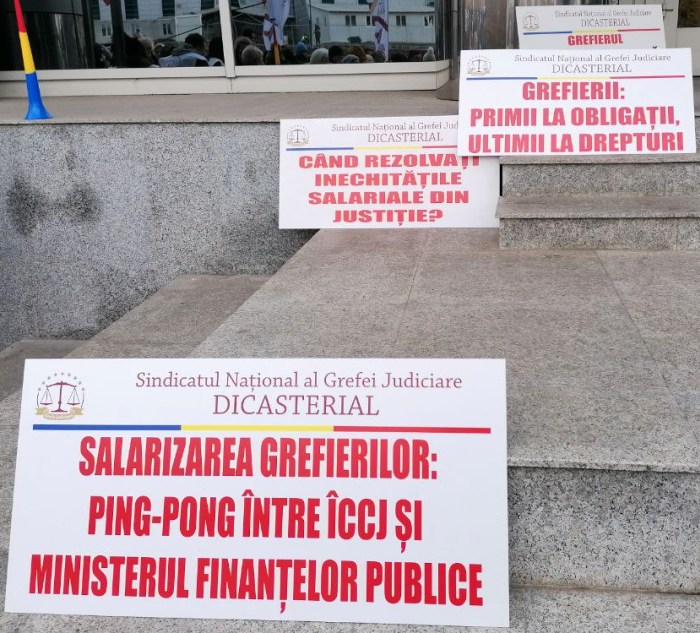 Sindicatul Național al Grefei Judiciare
DICASTERIAL
GREFIERUL
Sindicatul Național al Grefei Judiciare
DICASTERIAL
GREFIERII:
PRIMII LA OBLIGAȚII,
ULTIMII LA DREPTURI
Sindicatul Național al Grefei Jud
DICASTERIAL
CÂND REZOLVAȚI
INECHITĂȚILE
SALARIALE DIN
JUSTIȚIE?
Sindicatul Național al Grefei Judiciare
DICASTERIAL
SALARIZAREA GREFIERILOR:
PING-PONG ÎNTRE ÎCCJ ȘI
MINISTERUL FINANȚELOR PUBLICE